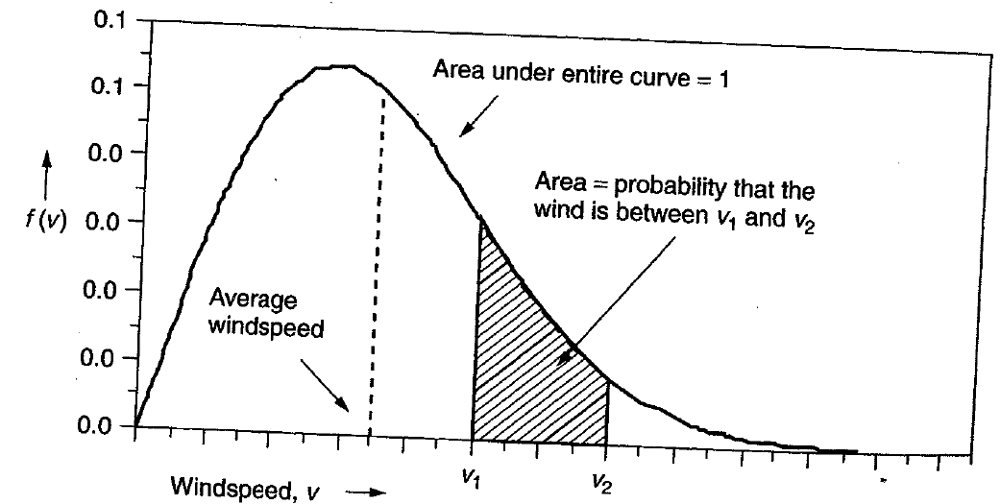 0.1
0.1
0.0
0.0
0.0
0.0
0.0
f(v)
Area under entire curve = 1
Area = probability that the
wind is between v₁ and v₂
Average
windspeed
v₁
v₂
Windspeed, v